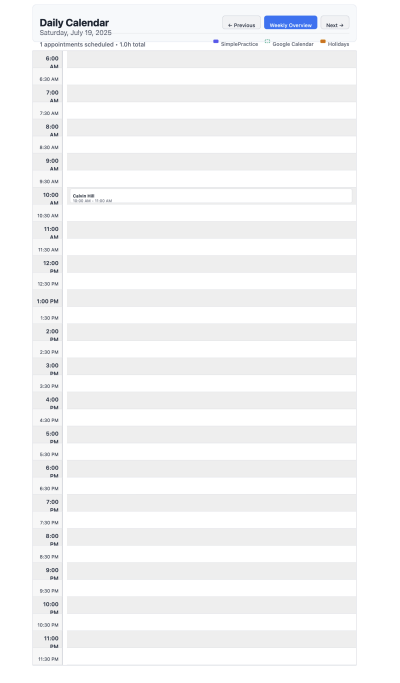 Daily Calendar
Saturday, July 19, 2025
← Previous
Weekly Overview
Next →
1 appointments scheduled • 1.0h total
SimplePractice
Google Calendar
Holidays
6:00
AM
6:30 AM
7:00
AM
7:30 AM
8:00
AM
8:30 AM
9:00
AM
9:30 AM
10:00
AM
Calvin Hill
10:00 AM - 11:00 AM
10:30 AM
11:00
AM
11:30 AM
12:00
PM
12:30 PM
1:00 PM
1:30 PM
2:00
PM
2:30 PM
3:00
PM
3:30 PM
4:00
PM
4:30 PM
5:00
PM
5:30 PM
6:00
PM
6:30 PM
7:00
PM
7:30 PM
8:00
PM
8:30 PM
9:00
PM
9:30 PM
10:00
PM
10:30 PM
11:00
PM
11:30 PM